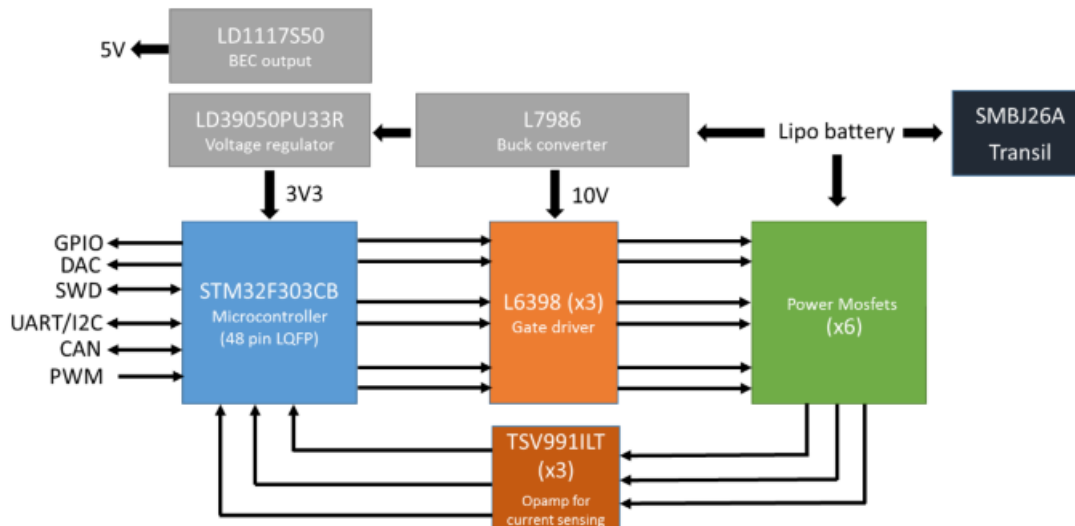 LD1117S50
BEC output
5V
LD39050PU33R
Voltage regulator
L7986
Buck converter
Lipo battery
SMBJ26A
Transil
3V3
10V
GPIO
DAC
SWD
UART/I2C
CAN
PWM
STM32F303CB
Microcontroller
(48 pin LQFP)
L6398 (x3)
Gate driver
Power Mosfets
(x6)
TSV991ILT
(x3)
Opamp for
current sensing